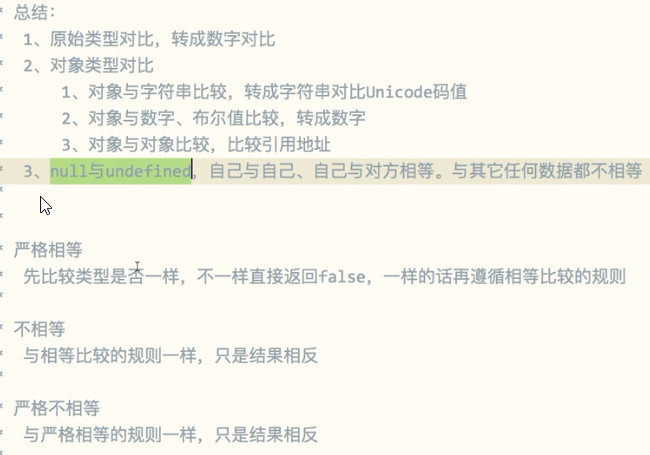 * 总结：
* 1、原始类型对比，转成数字对比
* 2、对象类型对比
* 1、对象与字符串比较，转成字符串对比Unicode码值
* 2、对象与数字、布尔值比较，转成数字
* 3、对象与对象比较，比较引用地址
* 3、null与undefined，自己与自己、自己与对方相等。与其它任何数据都不相等
*
*
* 严格相等
* 先比较类型是否一样，不一样直接返回false，一样的话再遵循相等比较的规则
*
* 不相等
* 与相等比较的规则一样，只是结果相反
*
* 严格不相等
* 与严格相等的规则一样，只是结果相反
*